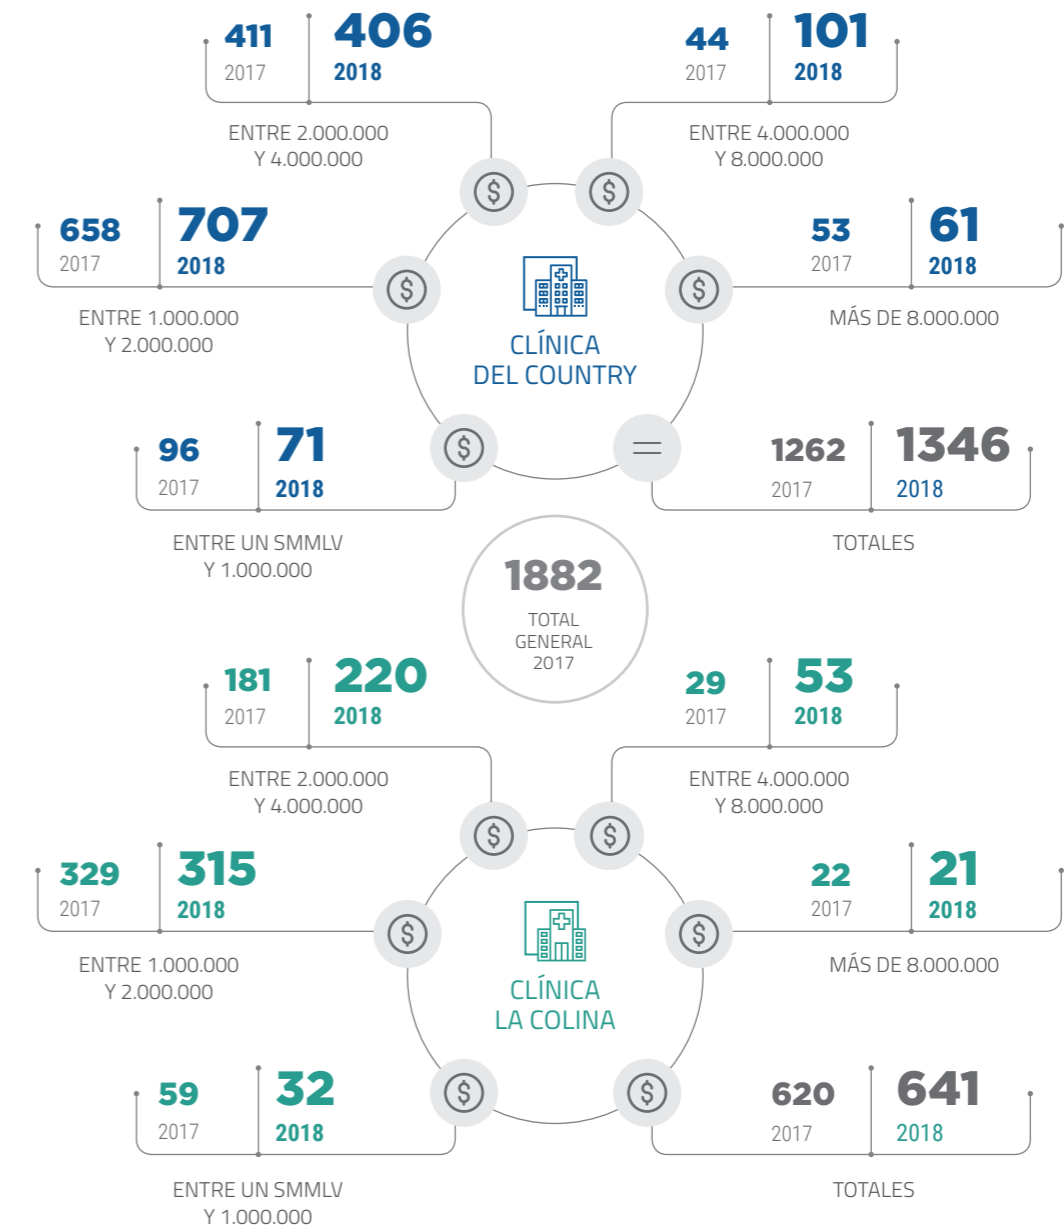 411
2017
406
2018
ENTRE 2.000.000
Y 4.000.000
44
2017
101
2018
ENTRE 4.000.000
Y 8.000.000
658
2017
707
2018
ENTRE 1.000.000
Y 2.000.000
53
2017
61
2018
MÁS DE 8.000.000
CLÍNICA
DEL COUNTRY
96
2017
71
2018
ENTRE UN SMMLV
Y 1.000.000
1262
2017
1346
2018
TOTALES
1882
TOTAL
GENERAL
2017
181
2017
220
2018
ENTRE 2.000.000
Y 4.000.000
29
2017
53
2018
ENTRE 4.000.000
Y 8.000.000
329
2017
315
2018
ENTRE 1.000.000
Y 2.000.000
22
2017
21
2018
MÁS DE 8.000.000
CLÍNICA
LA COLINA
59
2017
32
2018
ENTRE UN SMMLV
Y 1.000.000
620
2017
641
2018
TOTALES